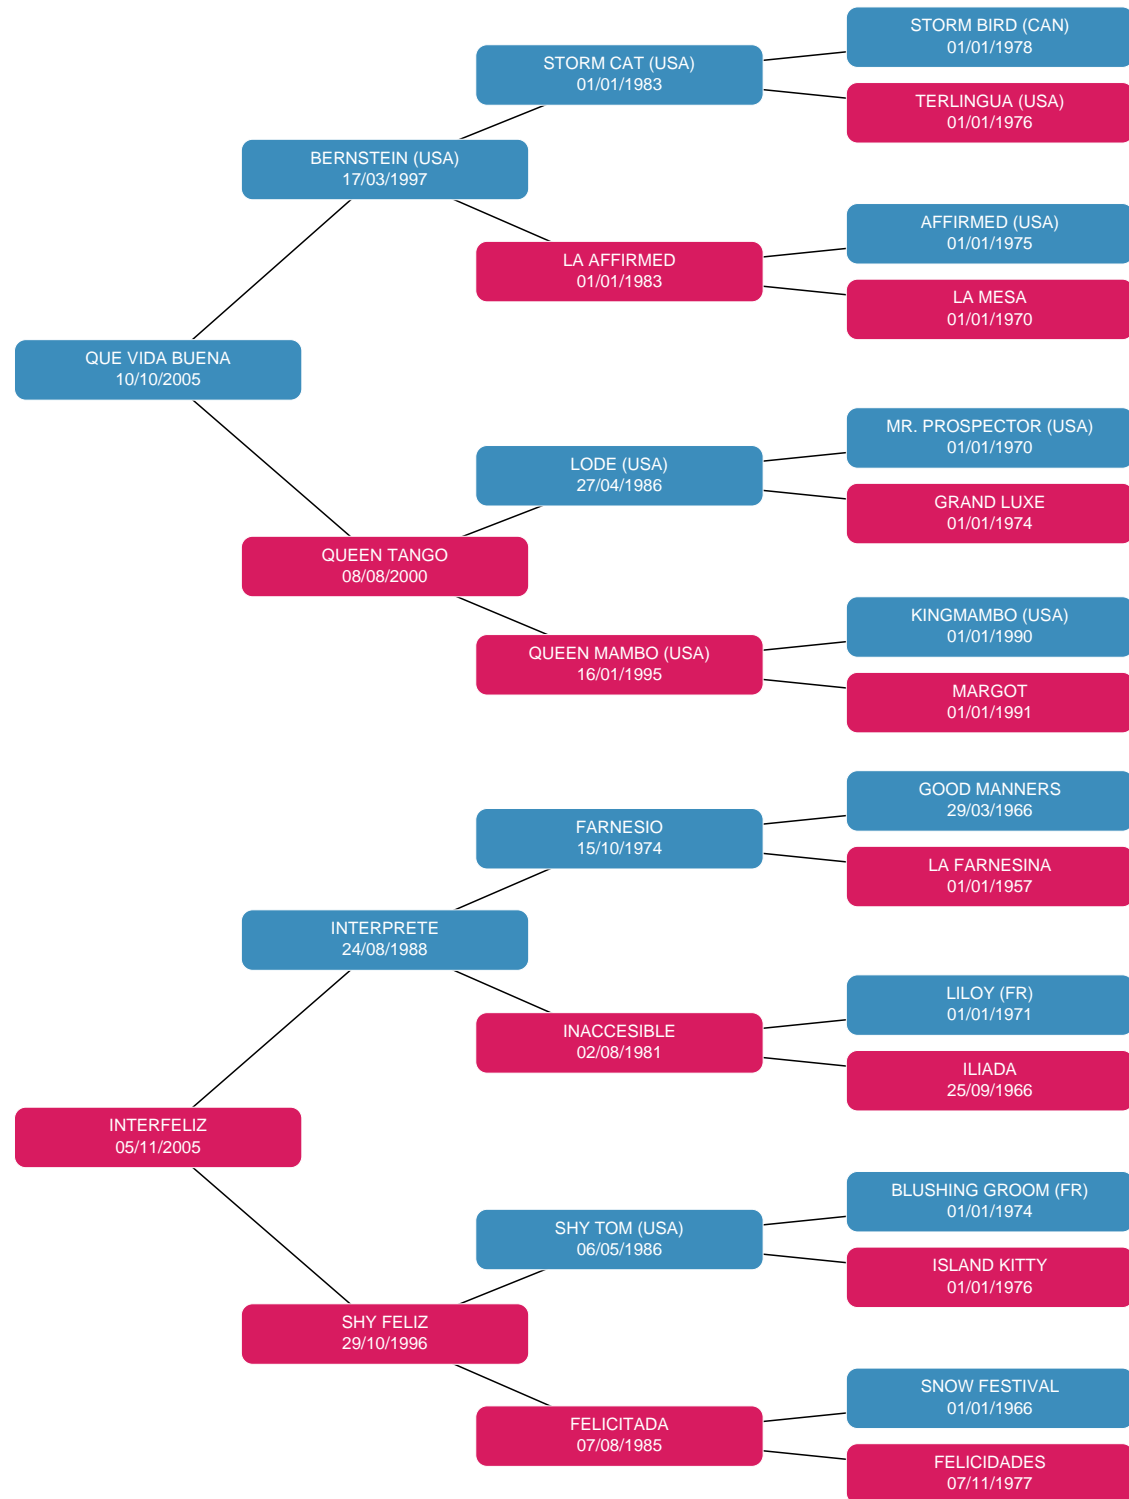 STORM BIRD (CAN)
01/01/1978
STORM CAT (USA)
01/01/1983
TERLINGUA (USA)
01/01/1976
BERNSTEIN (USA)
17/03/1997
AFFIRMED (USA)
01/01/1975
LA AFFIRMED
01/01/1983
LA MESA
01/01/1970
QUE VIDA BUENA
10/10/2005
MR. PROSPECTOR (USA)
01/01/1970
LODE (USA)
27/04/1986
GRAND LUXE
01/01/1974
QUEEN TANGO
08/08/2000
KINGMAMBO (USA)
01/01/1990
QUEEN MAMBO (USA)
16/01/1995
MARGOT
01/01/1991
GOOD MANNERS
29/03/1966
FARNESIO
15/10/1974
LA FARNESINA
01/01/1957
INTERPRETE
24/08/1988
LILOY (FR)
01/01/1971
INACCESIBLE
02/08/1981
ILIADA
25/09/1966
INTERFELIZ
05/11/2005
BLUSHING GROOM (FR)
01/01/1974
SHY TOM (USA)
06/05/1986
ISLAND KITTY
01/01/1976
SHY FELIZ
29/10/1996
SNOW FESTIVAL
01/01/1966
FELICITADA
07/08/1985
FELICIDADES
07/11/1977